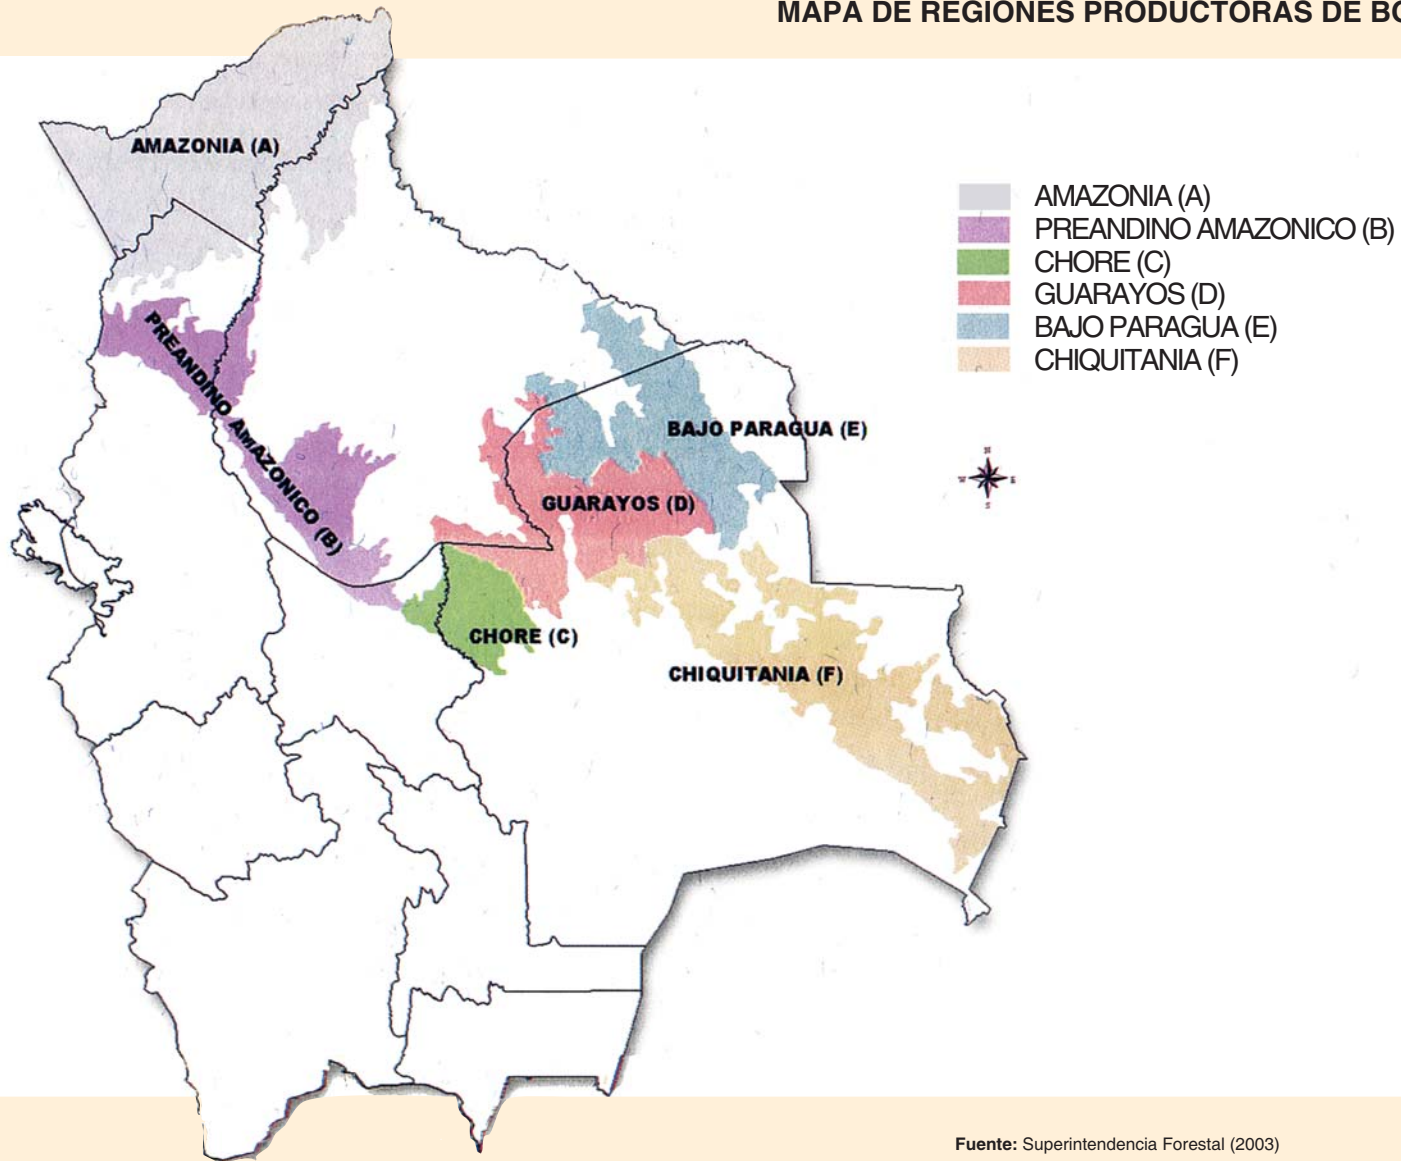 MAPA DE REGIONES PRODUCTORAS DE BO
AMAZONIA (A)
PREANDINO AMAZONICO (B)
CHORE (C)
GUARAYOS (D)
BAJO PARAGUA (E)
CHIQUITANIA (F)
AMAZONIA (A)
PREANDINO AMAZONICO (B)
BAJO PARAGUA (E)
GUARAYOS (D)
CHORE (C)
CHIQUITANIA (F)
Fuente: Superintendencia Forestal (2003)